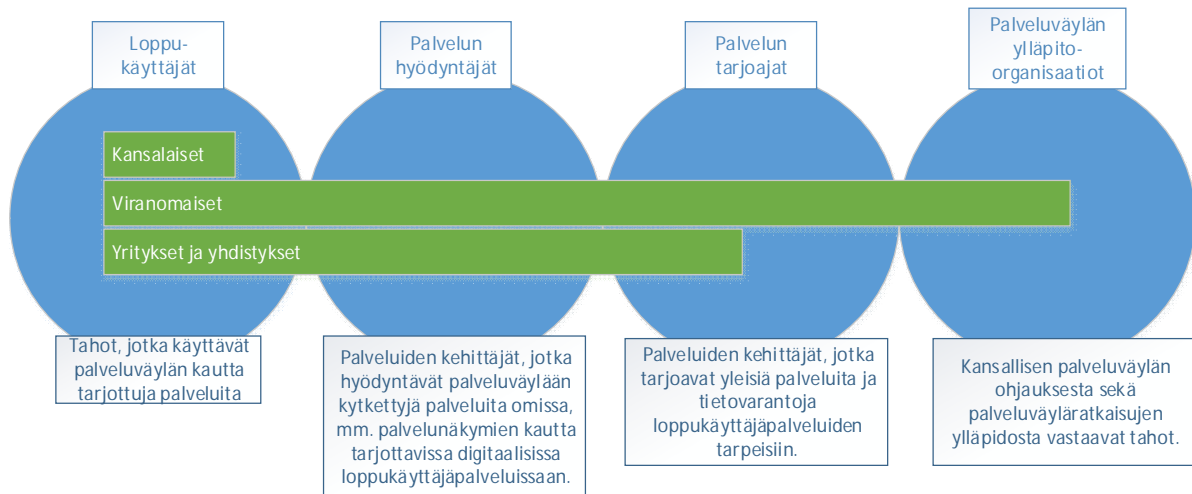 Loppu-
käyttäjät
Palvelun
hyödyntäjät
Palvelun
tarjoajat
Palveluväylän
ylläpito-
organisaatiot
Kansalaiset
Viranomaiset
Yritykset ja yhdistykset
Tahot, jotka käyttävät
palveluväylän kautta
tarjottuja palveluita
Palveluiden kehittäjät, jotka
hyödyntävät palveluväylään
kytkettyjä palveluita omissa,
mm. palvelunäkymien kautta
tarjottavissa digitaalisissa
loppukäyttäjäpalveluissaan.
Palveluiden kehittäjät, jotka
tarjoavat yleisiä palveluita ja
tietovarantoja
loppukäyttäjäpalveluiden
tarpeisiin.
Kansallisen palveluväylän
ohjauksesta sekä
palveluväyläratkaisujen
ylläpidosta vastaavat tahot.